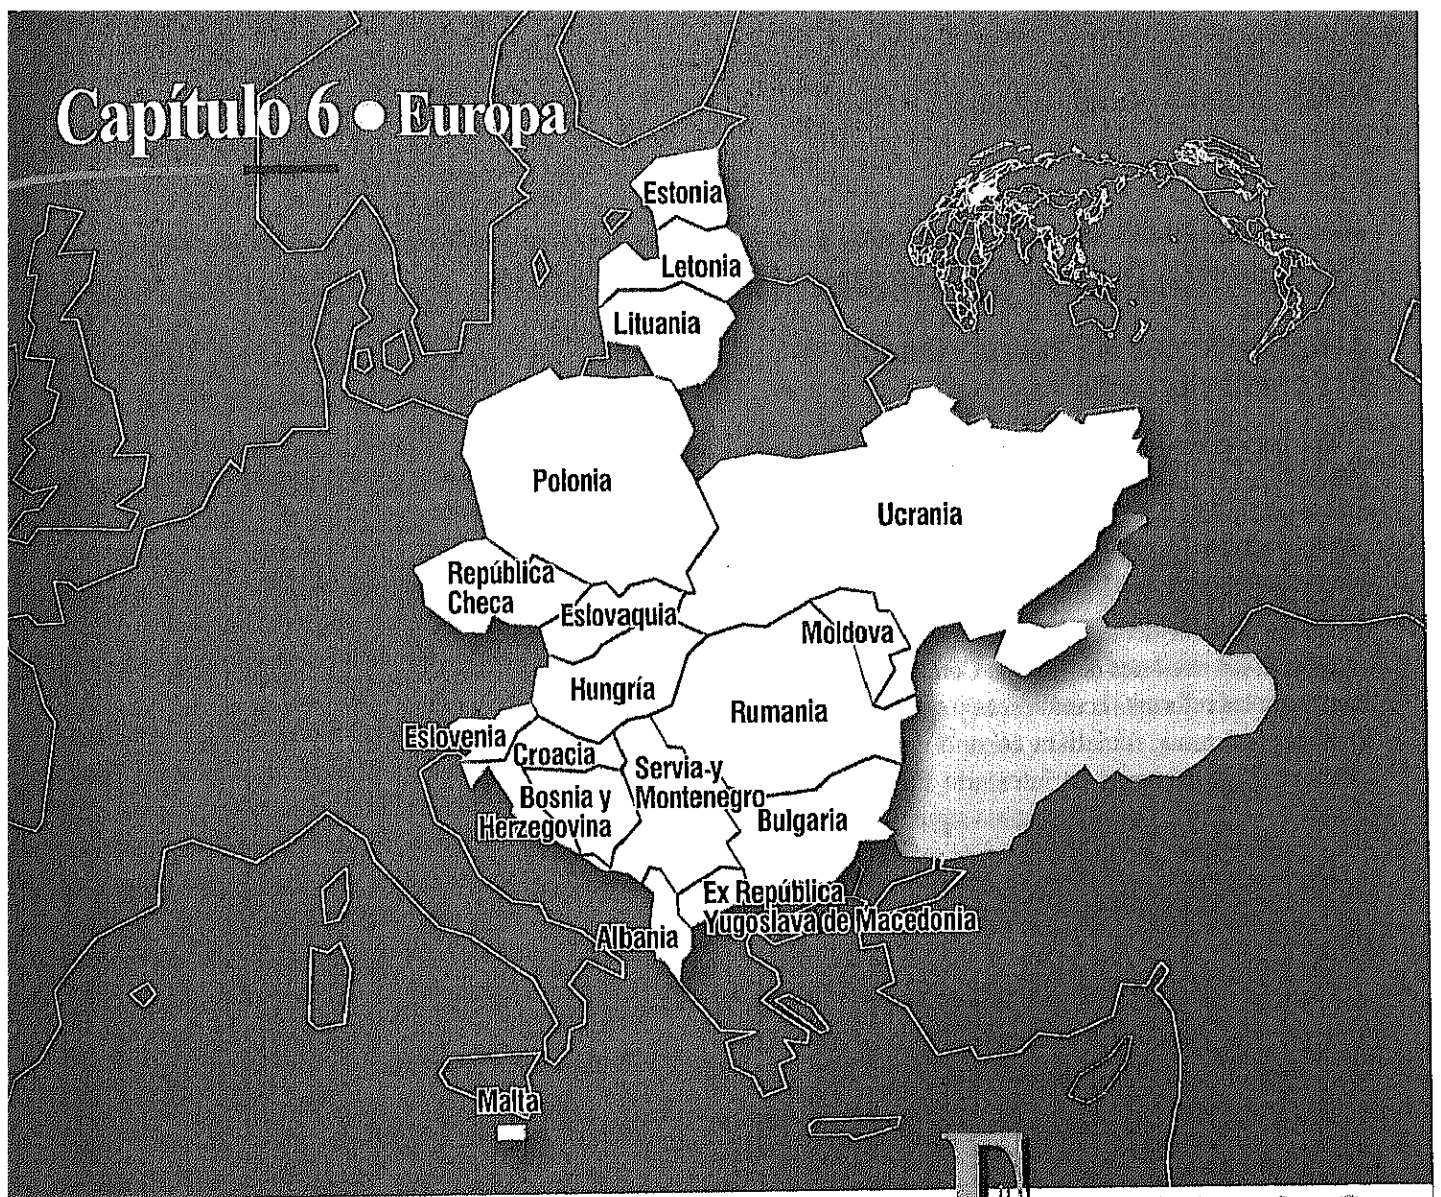 Capítulo 6 • Europa
Estonia
Letonia
Lituania
Polonia
Ucrania
República
Checa
Eslovaquia
Moldova
Hungría
Rumania
Eslovenia
Croacia
Servia-y
Montenegro
Bosnia y
Herzegovina
Bulgaria
Ex República
Yugoslava de Macedonia
Albania
Malta